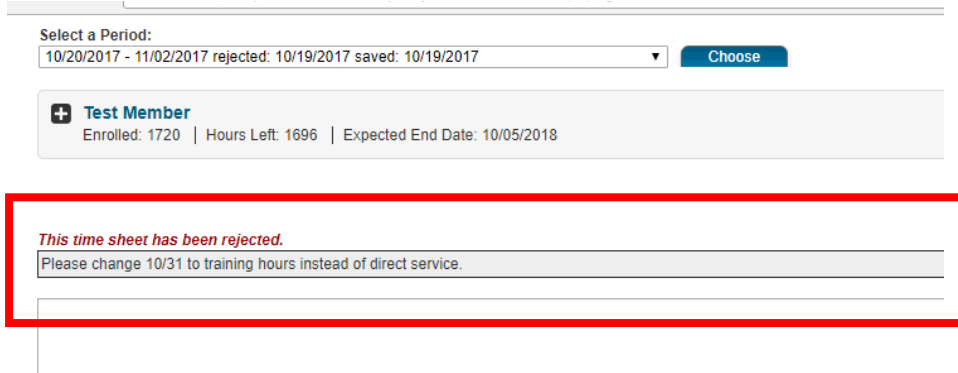 Select a Period:
10/20/2017 - 11/02/2017 rejected: 10/19/2017 saved: 10/19/2017 Choose
Test Member
Enrolled: 1720 | Hours Left: 1696 | Expected End Date: 10/05/2018
This time sheet has been rejected.
Please change 10/31 to training hours instead of direct service.